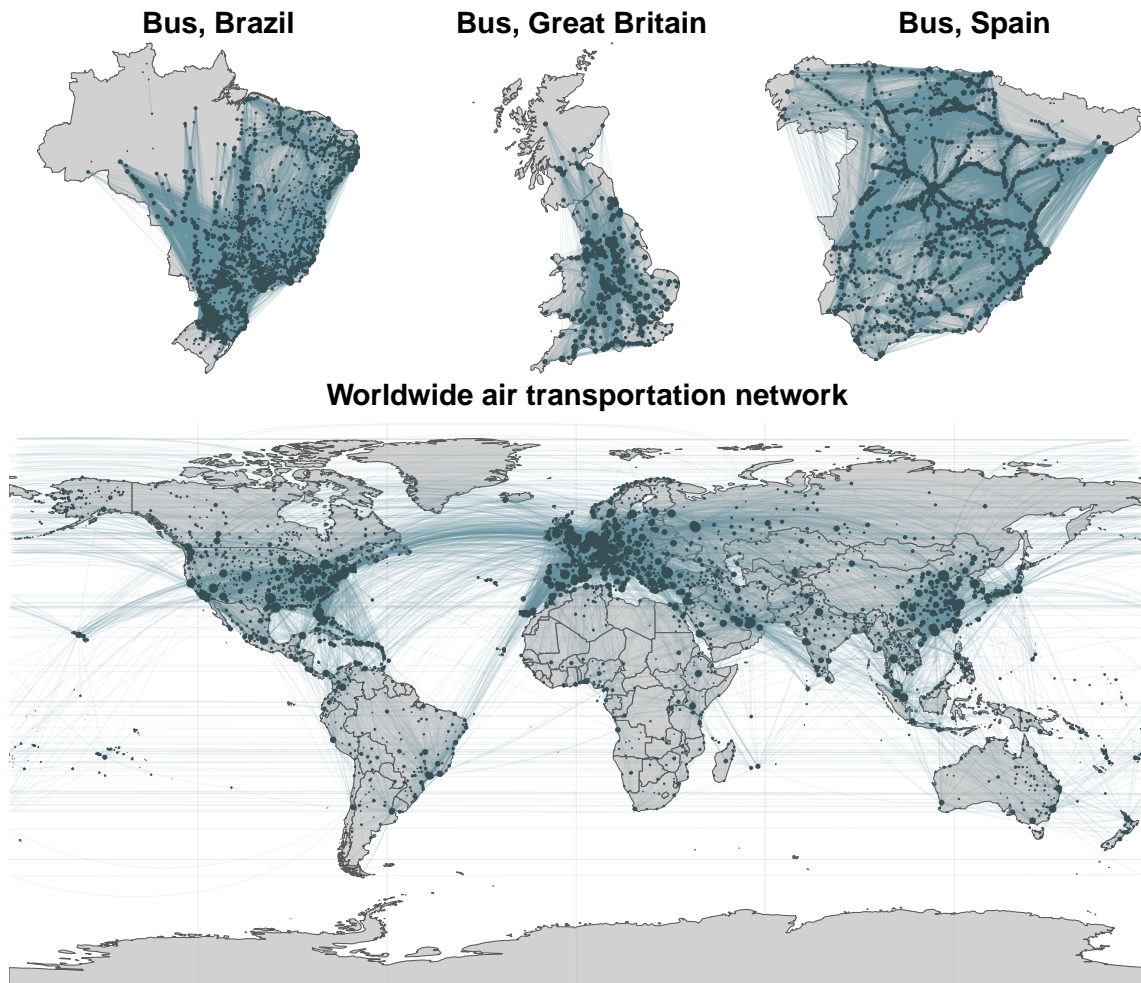 Bus, Brazil
Bus, Great Britain
Bus, Spain
Worldwide air transportation network